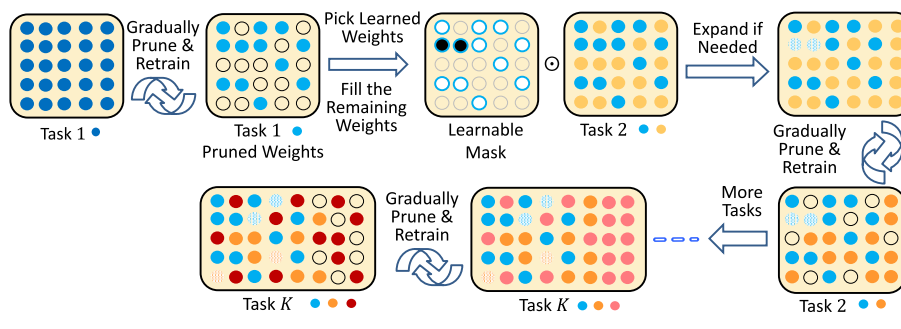 Gradually
Prune &
Retrain
Pick Learned
Weights
Fill the
Remaining
Weights
Expand if
Needed
Task 1
Task 1
Pruned Weights
Learnable
Mask
Task 2
Gradually
Prune &
Retrain
More
Tasks
Gradually
Prune &
Retrain
Task K
Task K
Task 2